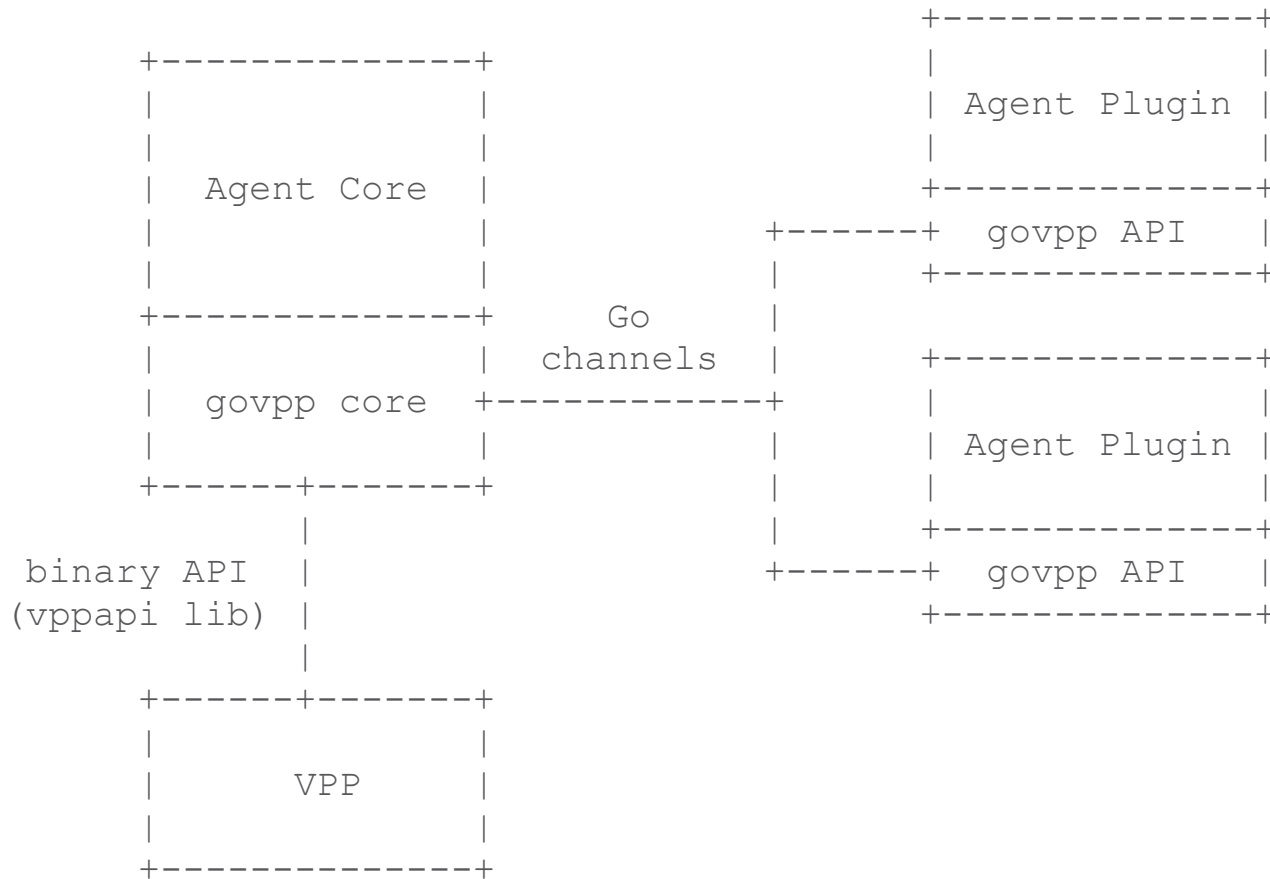 Agent Plugin
Agent Core
govpp API
Go
channels
govpp core
Agent Plugin
binary API
(vppapi lib)
govpp API
VPP